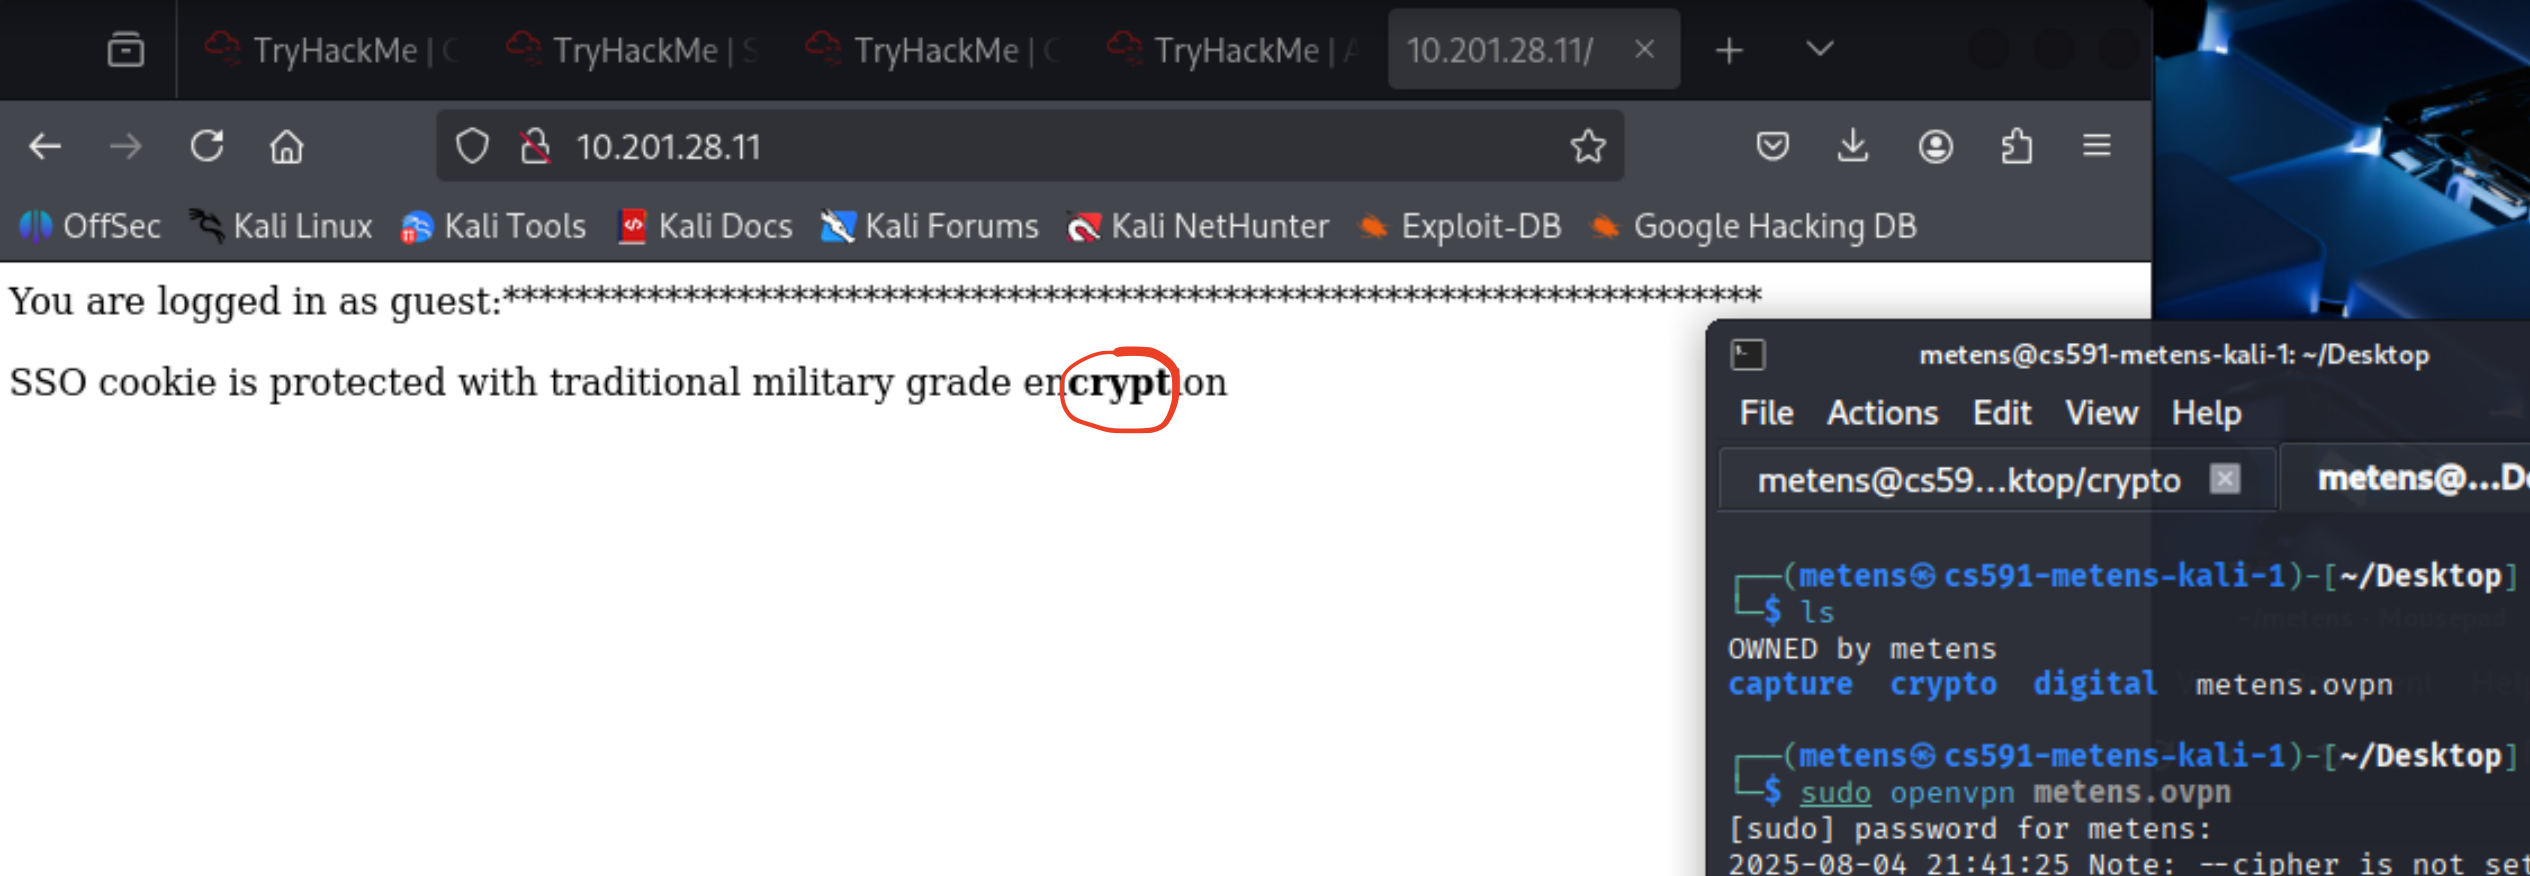 TryHackMe | C
TryHackMe | S
TryHackMe | C
TryHackMe | A
10.201.28.11/
10.201.28.11
OffSec Kali Linux Kali Tools Kali Docs Kali Forums Kali NetHunter Exploit-DB Google Hacking DB
You are logged in as guest:**********************************************************************
SSO cookie is protected with traditional military grade encryption
metens@cs591-metens-kali-1: ~/Desktop
File Actions Edit View Help
metens@cs59...ktop/crypto
metens@...De
┌──(metens㉿cs591-metens-kali-1)-[~/Desktop]
└─$ ls
OWNED by metens
capture crypto digital metens.ovpn
┌──(metens㉿cs591-metens-kali-1)-[~/Desktop]
└─$ sudo openvpn metens.ovpn
[sudo] password for metens:
2025-08-04 21:41:25 Note: --cipher is not set